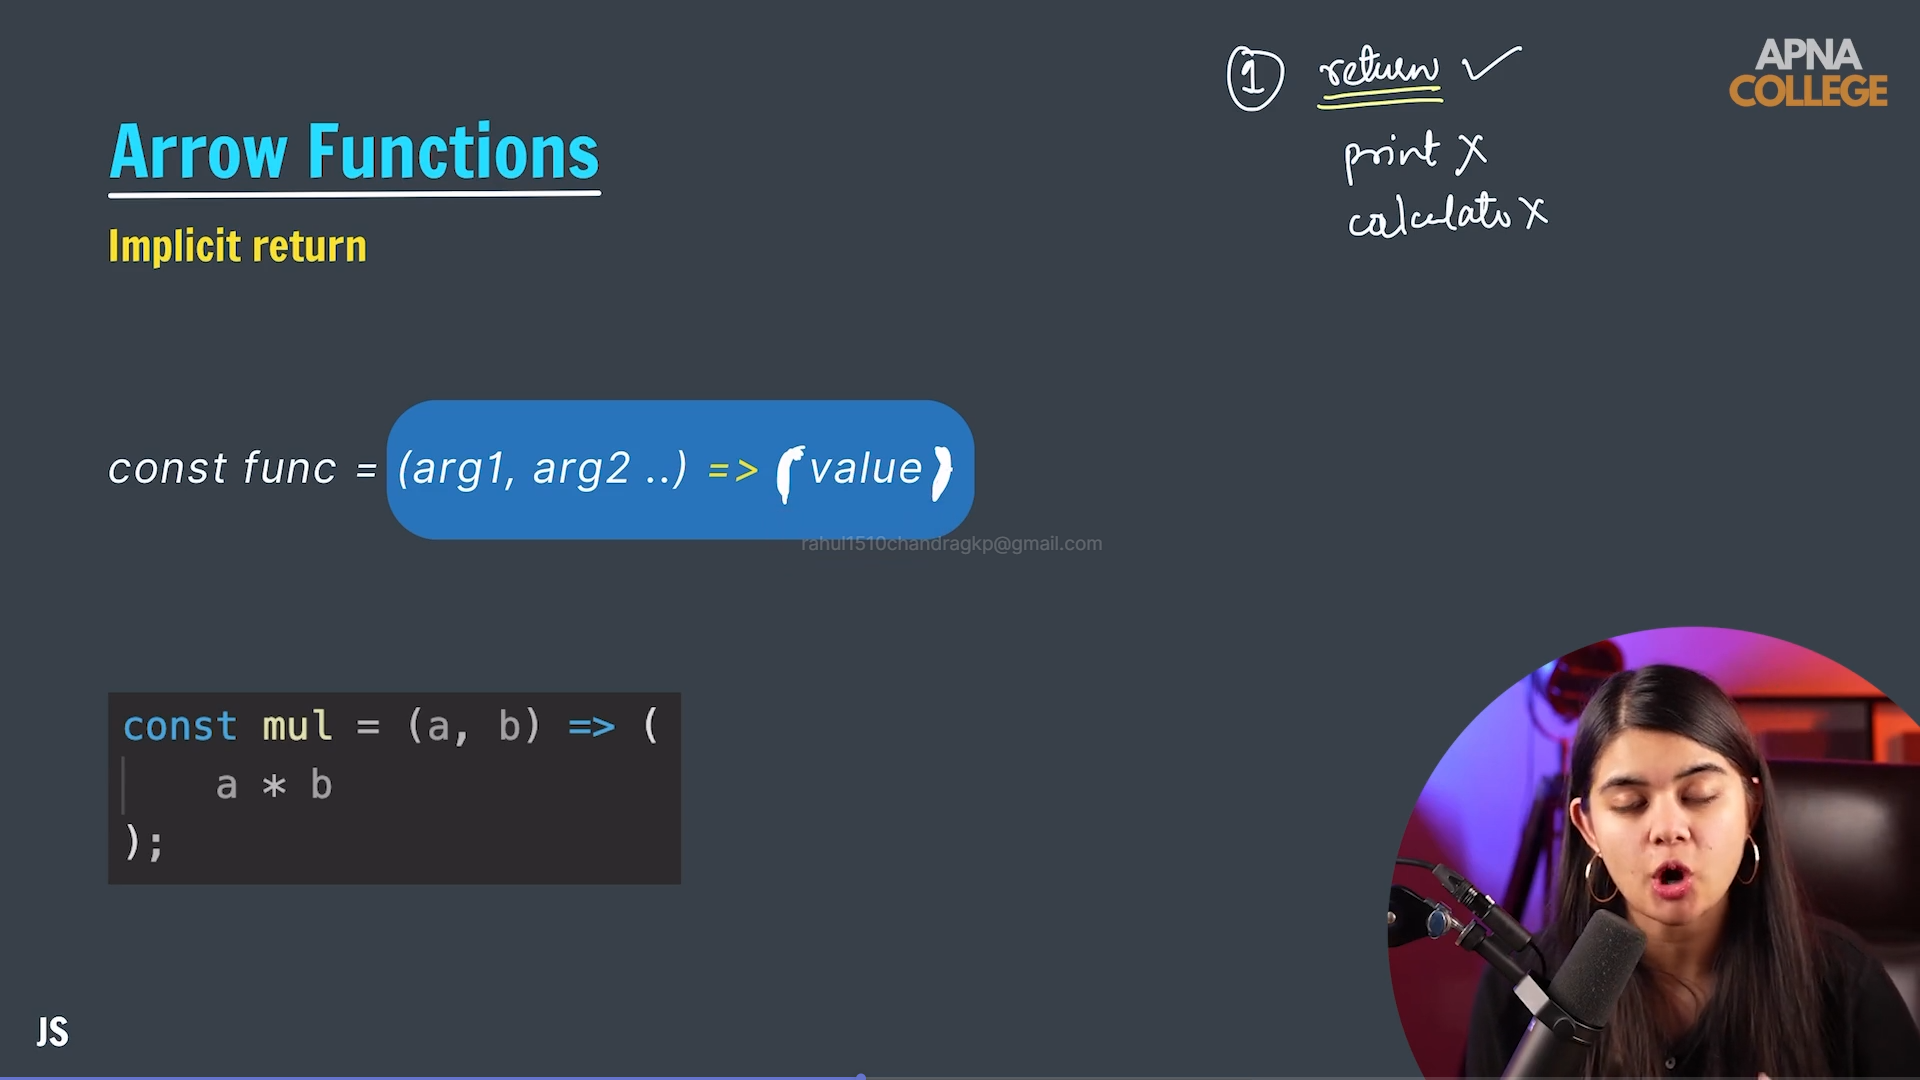 ① return ✓
APNA
COLLEGE
print X
calculate X
Arrow Functions
Implicit return
const func = (arg1, arg2 ..) => (value)
rahul1510chandragkp@gmail.com
const mul = (a, b) => (
a * b
);
JS